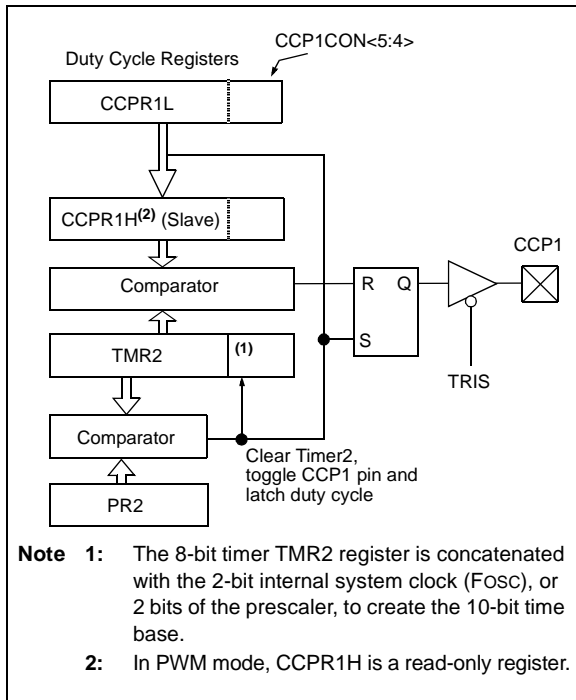 CCP1CON<5:4>
Duty Cycle Registers
CCPR1L
CCPR1H(2) (Slave)
CCP1
Comparator
R Q
TMR2 (1)
S
TRIS
Comparator
Clear Timer2,
toggle CCP1 pin and
latch duty cycle
PR2
Note 1: The 8-bit timer TMR2 register is concatenated
with the 2-bit internal system clock (FOSC), or
2 bits of the prescaler, to create the 10-bit time
base.
2: In PWM mode, CCPR1H is a read-only register.